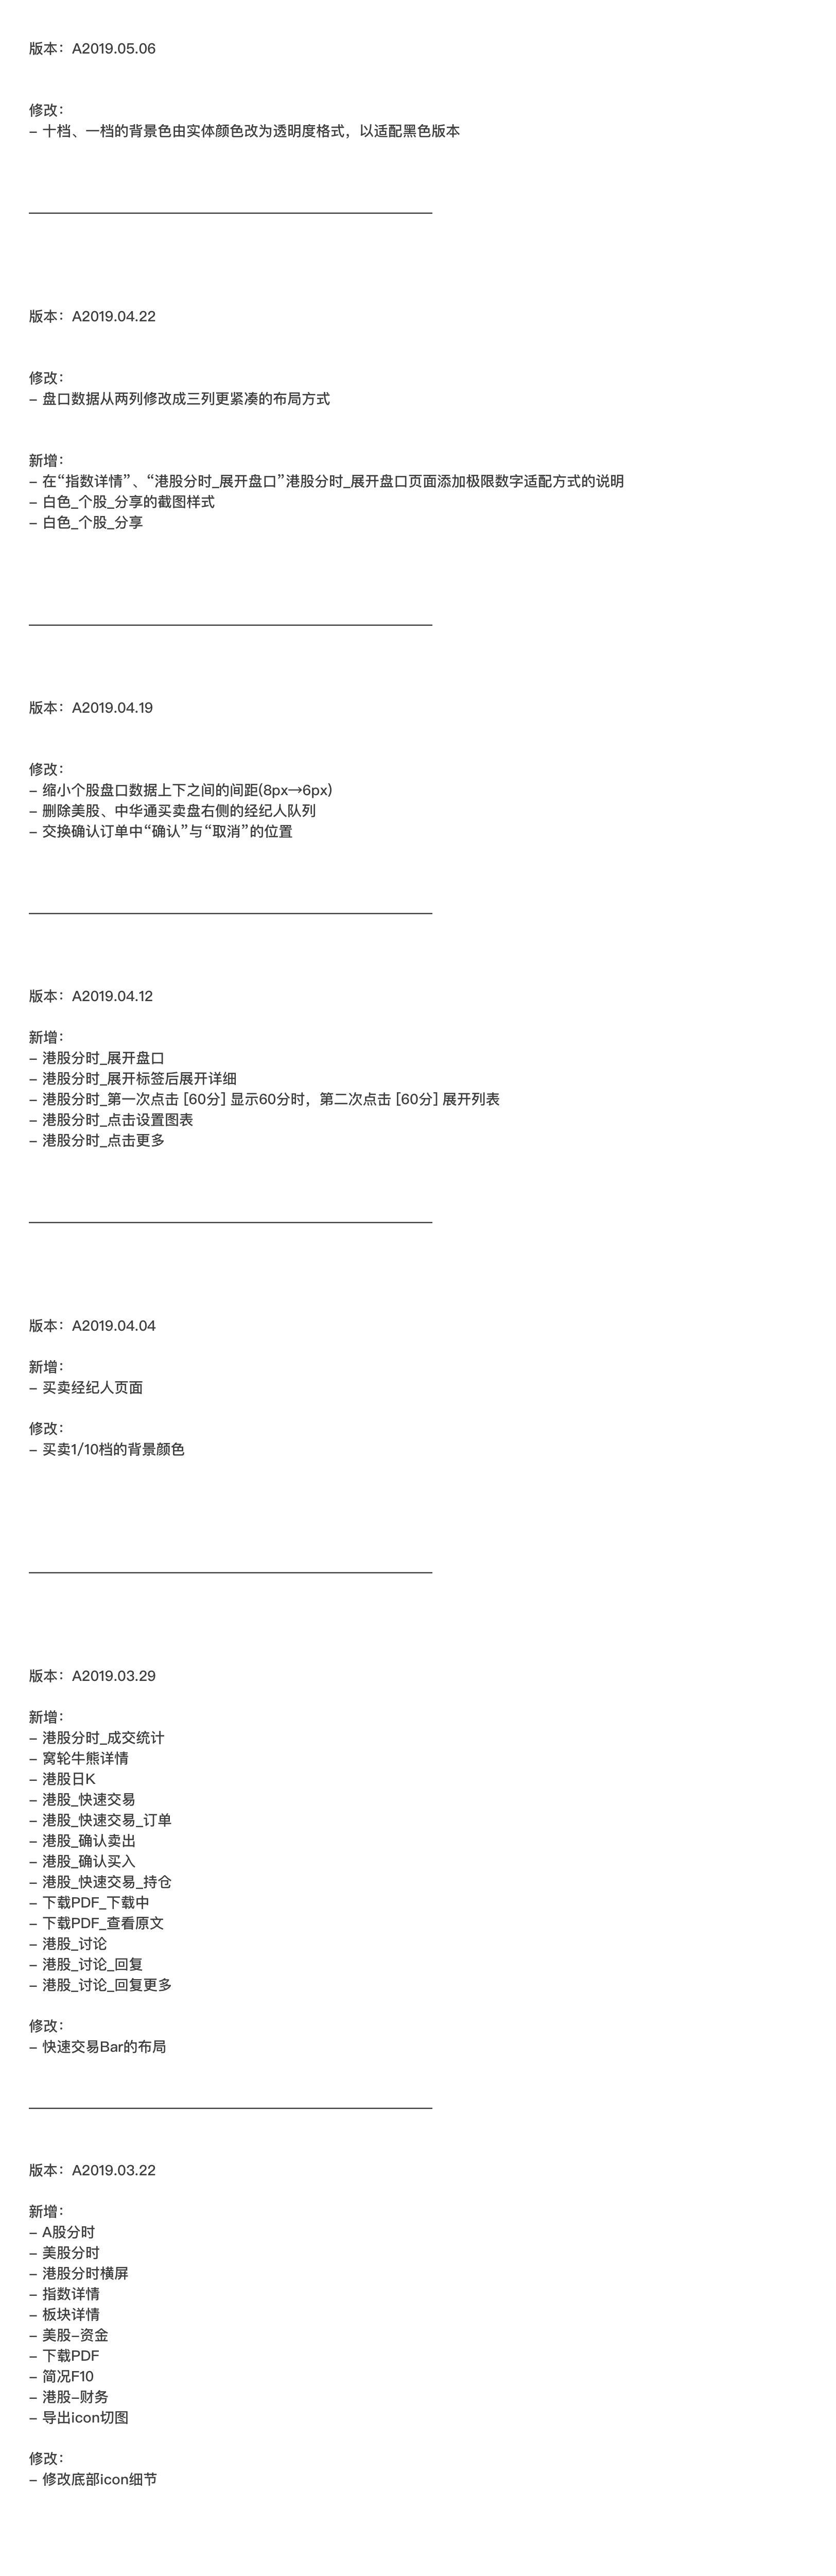 版本：A2019.05.06
修改：
- 十档、一档的背景色由实体颜色改为透明度格式，以适配黑色版本
版本：A2019.04.22
修改：
- 盘口数据从两列修改成三列更紧凑的布局方式
新增：
- 在“指数详情”、“港股分时_展开盘口”港股分时_展开盘口页面添加极限数字适配方式的说明
- 白色_个股_分享的截图样式
- 白色_个股_分享
版本：A2019.04.19
修改：
- 缩小个股盘口数据上下之间的间距(8px→6px)
- 删除美股、中华通买卖盘右侧的经纪人队列
- 交换确认订单中“确认”与“取消”的位置
版本：A2019.04.12
新增：
- 港股分时_展开盘口
- 港股分时_展开标签后展开详细
- 港股分时_第一次点击 [60分] 显示60分时，第二次点击 [60分] 展开列表
- 港股分时_点击设置图表
- 港股分时_点击更多
版本：A2019.04.04
新增：
- 买卖经纪人页面
修改：
- 买卖1/10档的背景颜色
版本：A2019.03.29
新增：
- 港股分时_成交统计
- 窝轮牛熊详情
- 港股日K
- 港股_快速交易
- 港股_快速交易_订单
- 港股_确认卖出
- 港股_确认买入
- 港股_快速交易_持仓
- 下载PDF_下载中
- 下载PDF_查看原文
- 港股_讨论
- 港股_讨论_回复
- 港股_讨论_回复更多
修改：
- 快速交易Bar的布局
版本：A2019.03.22
新增：
- A股分时
- 美股分时
- 港股分时横屏
- 指数详情
- 板块详情
- 美股-资金
- 下载PDF
- 简况F10
- 港股-财务
- 导出icon切图
修改：
- 修改底部icon细节